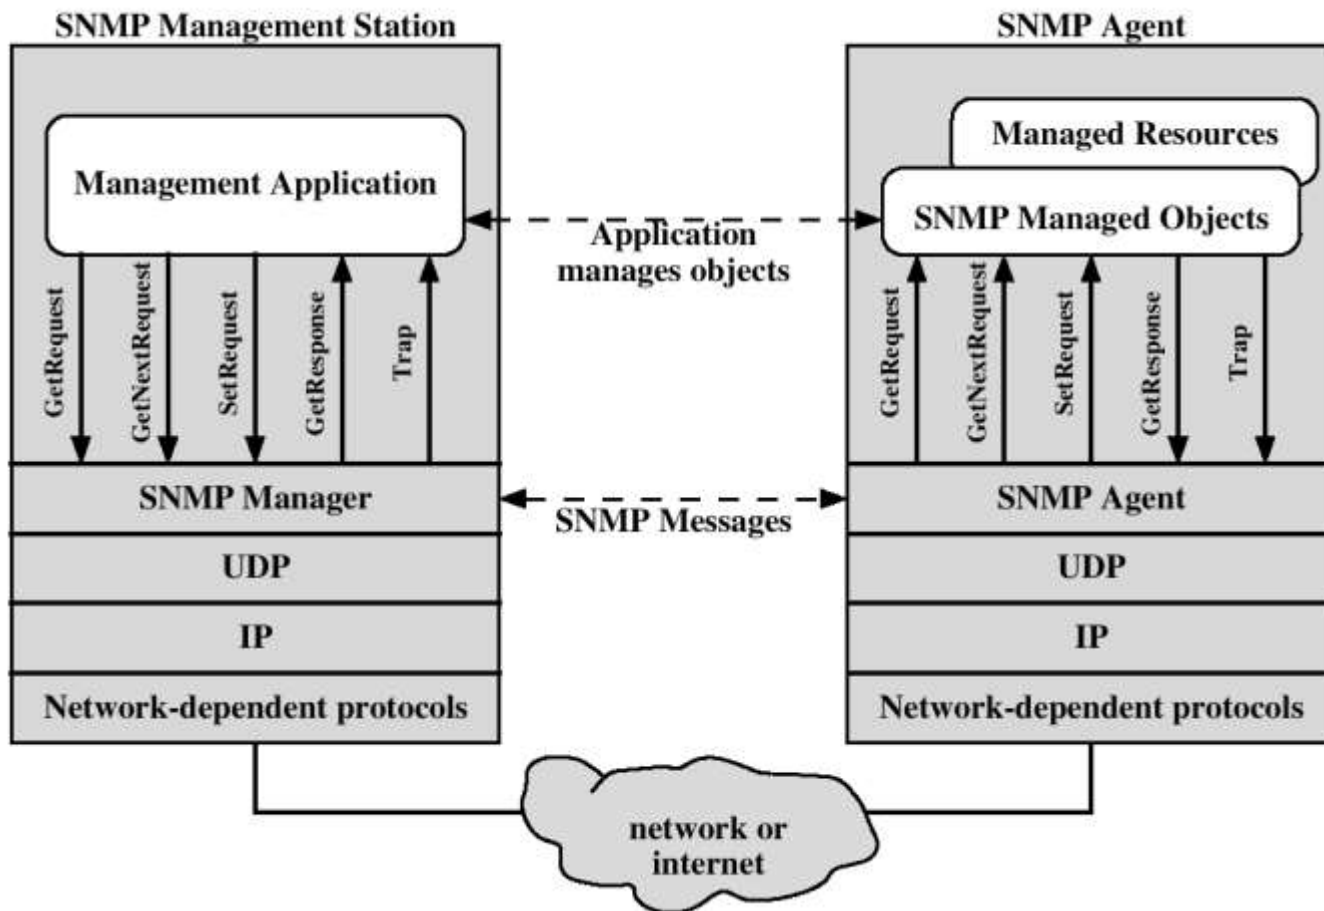 SNMP Management Station
Management Application
GetRequest
GetNextRequest
SetRequest
GetResponse
Trap
SNMP Manager
UDP
IP
Network-dependent protocols
Application
manages objects
SNMP Messages
SNMP Agent
Managed Resources
SNMP Managed Objects
GetRequest
GetNextRequest
SetRequest
GetResponse
Trap
SNMP Agent
UDP
IP
Network-dependent protocols
network or
internet